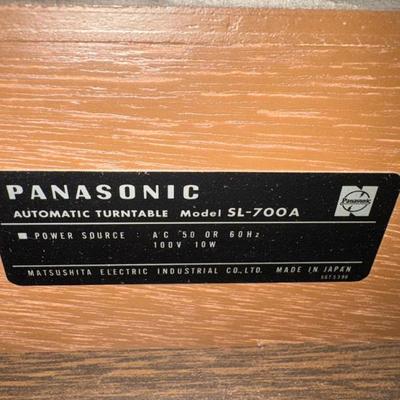 PANASONIC
Panasonic
AUTOMATIC TURNTABLE Model SL-700A
■ POWER SOURCE AC 50 OR 60Hz
100V 10W
MATSUSHITA ELECTRIC INDUSTRIAL CO., LTD. MADE IN JAPAN